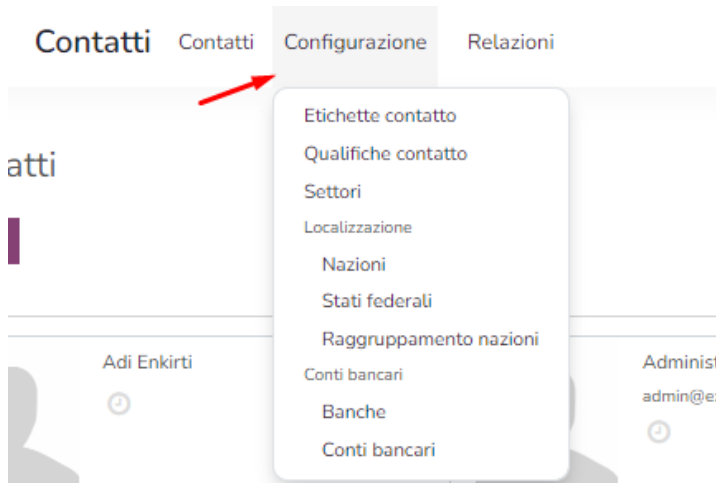 Contatti Contatti Configurazione Relazioni
Etichette contatto
atti
Qualifiche contatto
Settori
Localizzazione
Nazioni
Stati federali
Raggruppamento nazioni
Adi Enkirti
Conti bancari
Administ
admin@e
Banche
Conti bancari